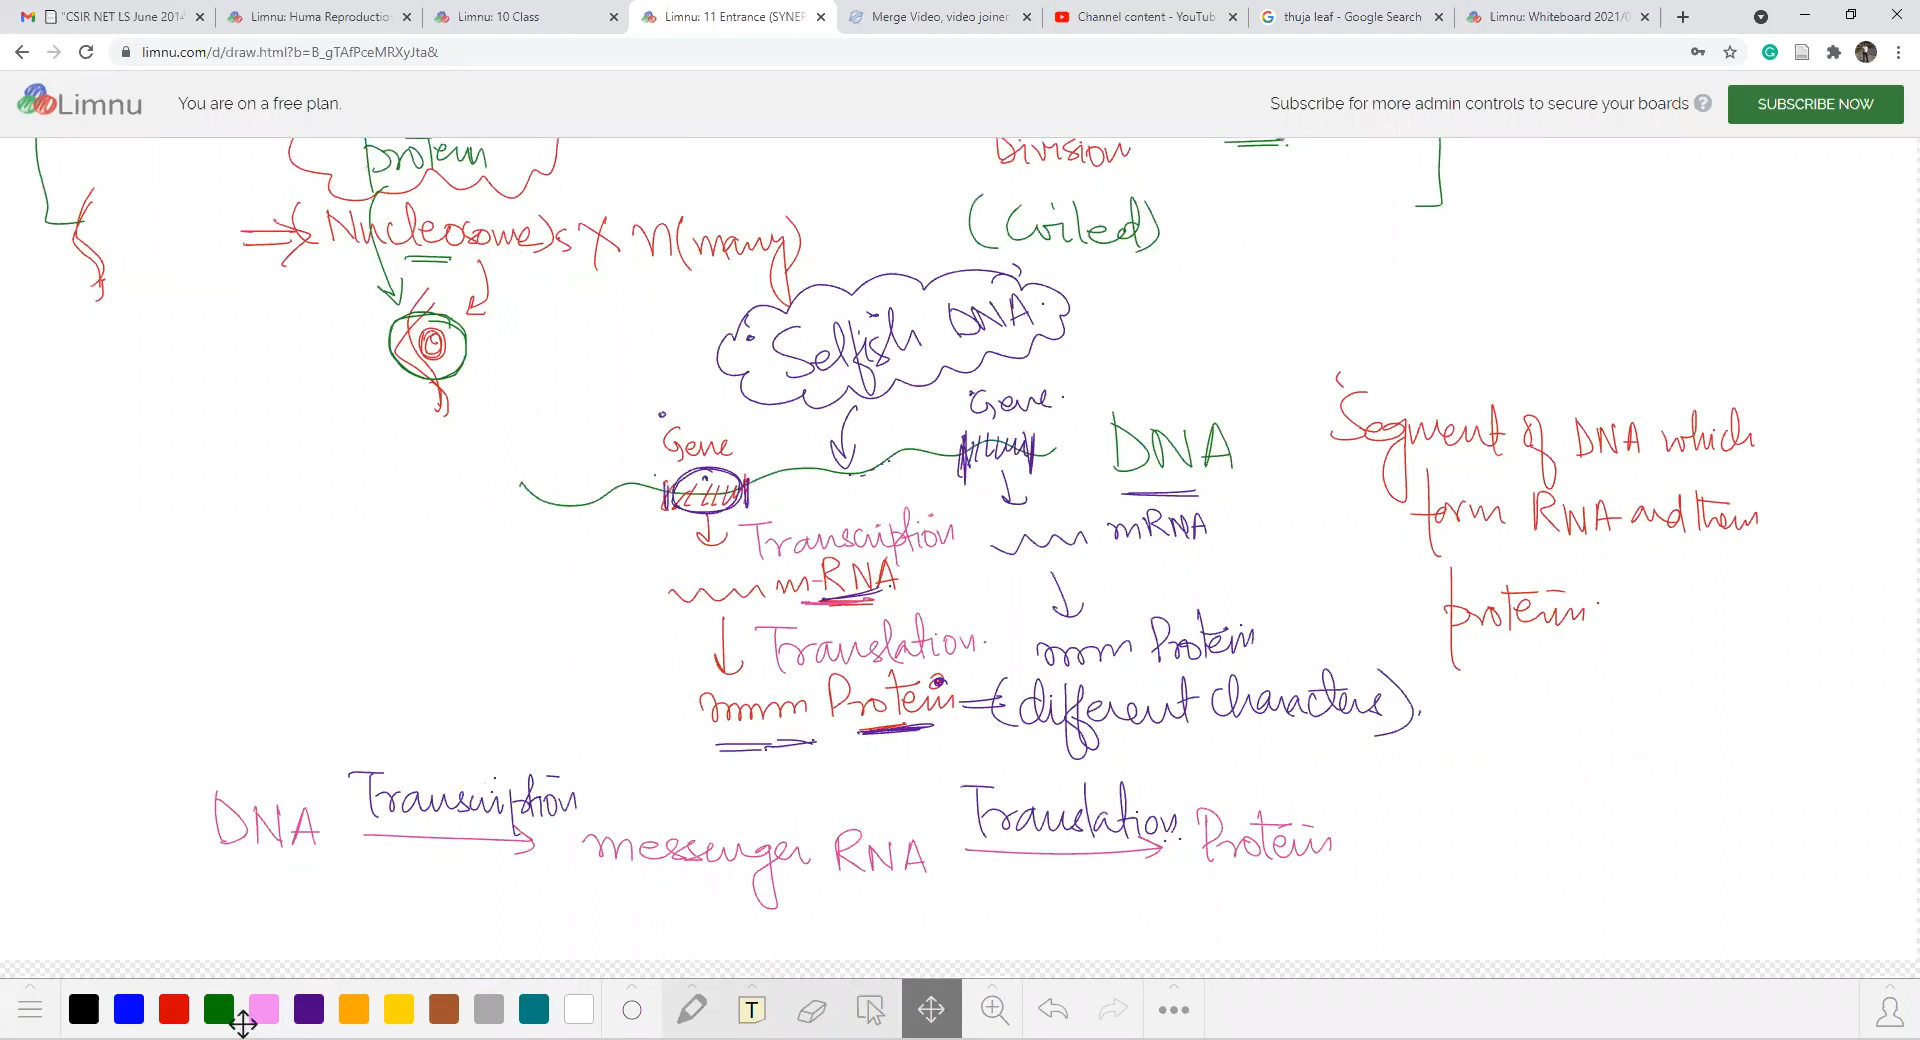 "CSIR NET LS June 2014
Limnu: Huma Reproductio
Limnu: 10 Class
Limnu: 11 Entrance (SYNER
Merge Video, video joiner
Channel content - YouTub
thuja leaf - Google Search
Limnu: Whiteboard 2021/0
limnu.com/d/draw.html?b=B_gTAfPceMRXyJta&
Limnu
You are on a free plan.
Subscribe for more admin controls to secure your boards
SUBSCRIBE NOW
protein
Division
=> Nucleosome)s X n(many)
(Coiled)
Selfish DNA
Gene
Gene
DNA
Segment of DNA which
form RNA and then
protein
Transcription
mRNA
m-RNA
Translation
Protein
Protein = (different characters).
DNA Transcription messenger RNA Translation Protein
T